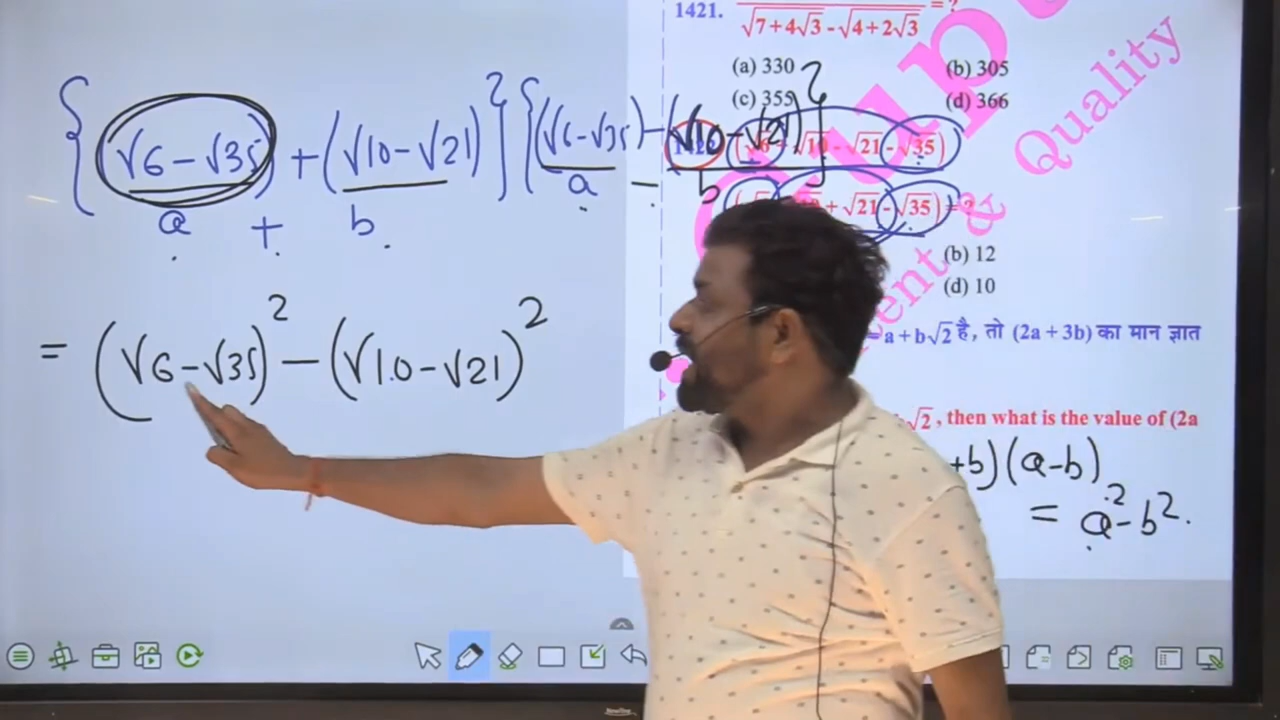 {(√6-√35) + (√10-√21)} {(√6-√35) - (√10-√21)}
a + b a - b
= (√6-√35)² - (√10-√21)²
1421. √7+4√3 - √4+2√3 = ?
(a) 330 (b) 305
(c) 355 (d) 366
+ √10 - √21 - √35)
+ √21 - √35) = ?
(b) 12
(d) 10
= a + b√2 है, तो (2a + 3b) का मान ज्ञात
√2, then what is the value of (2a
+b)(a-b)
= a²-b².
Quality
&